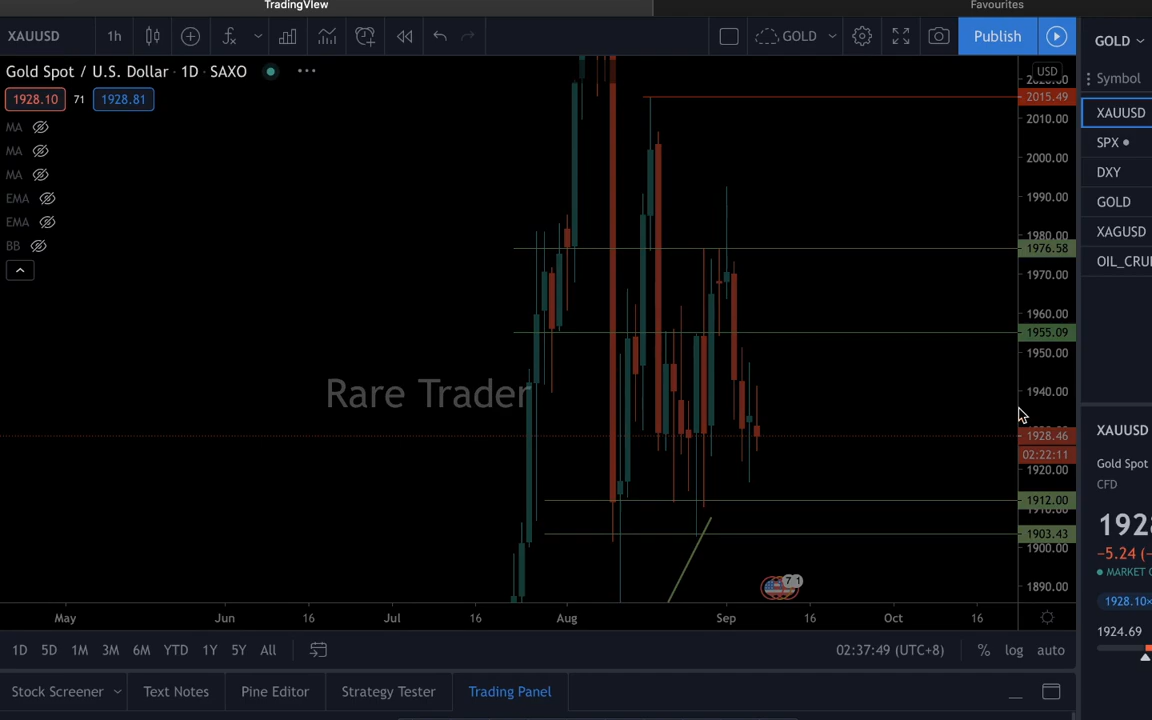 TradingView
Favourites
XAUUSD 1h GOLD Publish GOLD
Gold Spot / U.S. Dollar · 1D · SAXO USD
Symbol
1928.10 71 1928.81
MA
MA
MA
EMA
EMA
BB
2015.49
2010.00
2000.00
1990.00
1980.00
1976.58
1970.00
1960.00
1955.09
1950.00
1940.00
1928.46
02:22:11
1920.00
1912.00
1903.43
1900.00
1890.00
Rare Trader
7 1
XAUUSD
SPX
DXY
GOLD
XAGUSD
OIL_CRU
XAUUSD
Gold Spot
CFD
192
−5.24 (−
MARKET
1928.10
1924.69
May Jun 16 Jul 16 Aug Sep 16 Oct 16
1D 5D 1M 3M 6M YTD 1Y 5Y All 02:37:49 (UTC+8) % log auto
Stock Screener Text Notes Pine Editor Strategy Tester Trading Panel